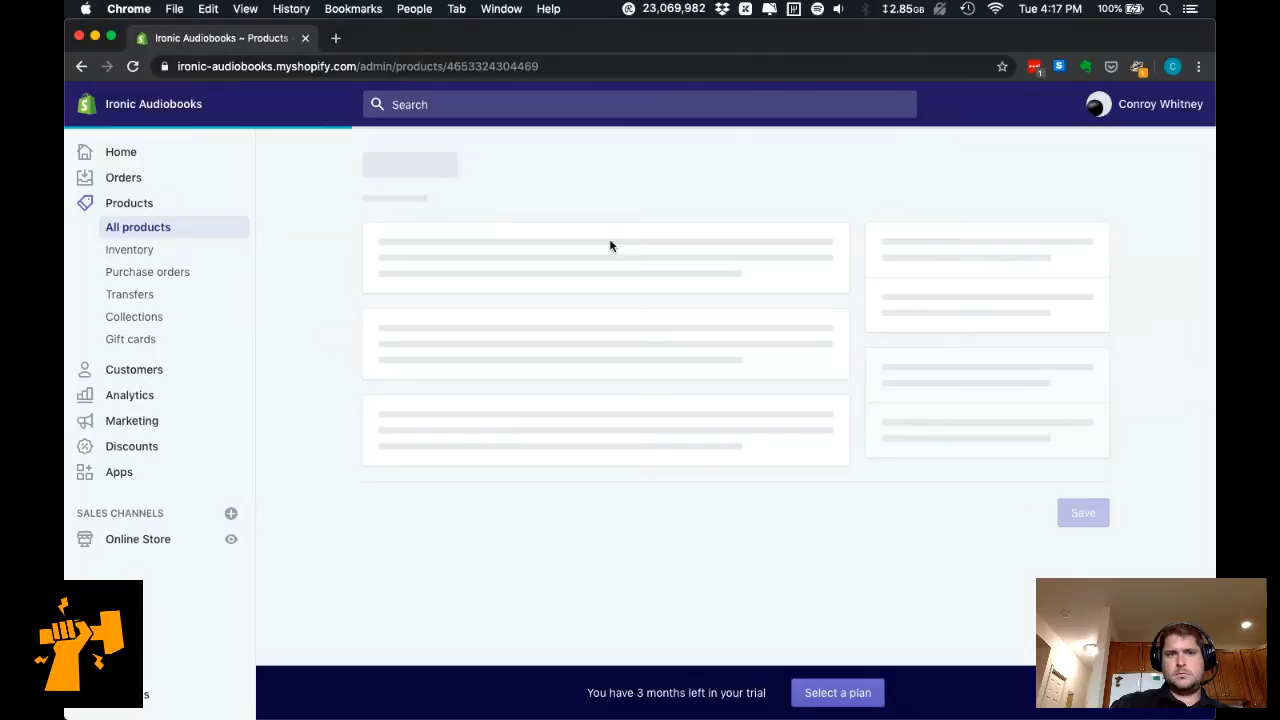 Chrome File Edit View History Bookmarks People Tab Window Help
23,069,982 2.85GB Tue 4:17 PM 100%
Ironic Audiobooks ~ Products
ironic-audiobooks.myshopify.com/admin/products/4653324304469
1
1
C
Ironic Audiobooks
Search
Conroy Whitney
Home
Orders
Products
All products
Inventory
Purchase orders
Transfers
Collections
Gift cards
Customers
Analytics
Marketing
Discounts
Apps
SALES CHANNELS
Save
Online Store
You have 3 months left in your trial
Select a plan